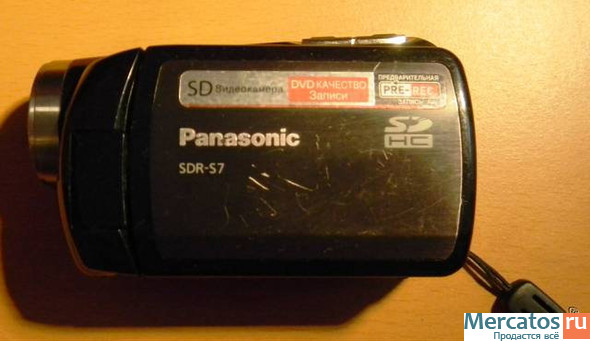 SD Видеокамера
DVD КАЧЕСТВО
Записи
ПРЕДВАРИТЕЛЬНАЯ
PRE-REC
Panasonic
SD
HC
SDR-S7
Mercatos.ru
Продастся всё!